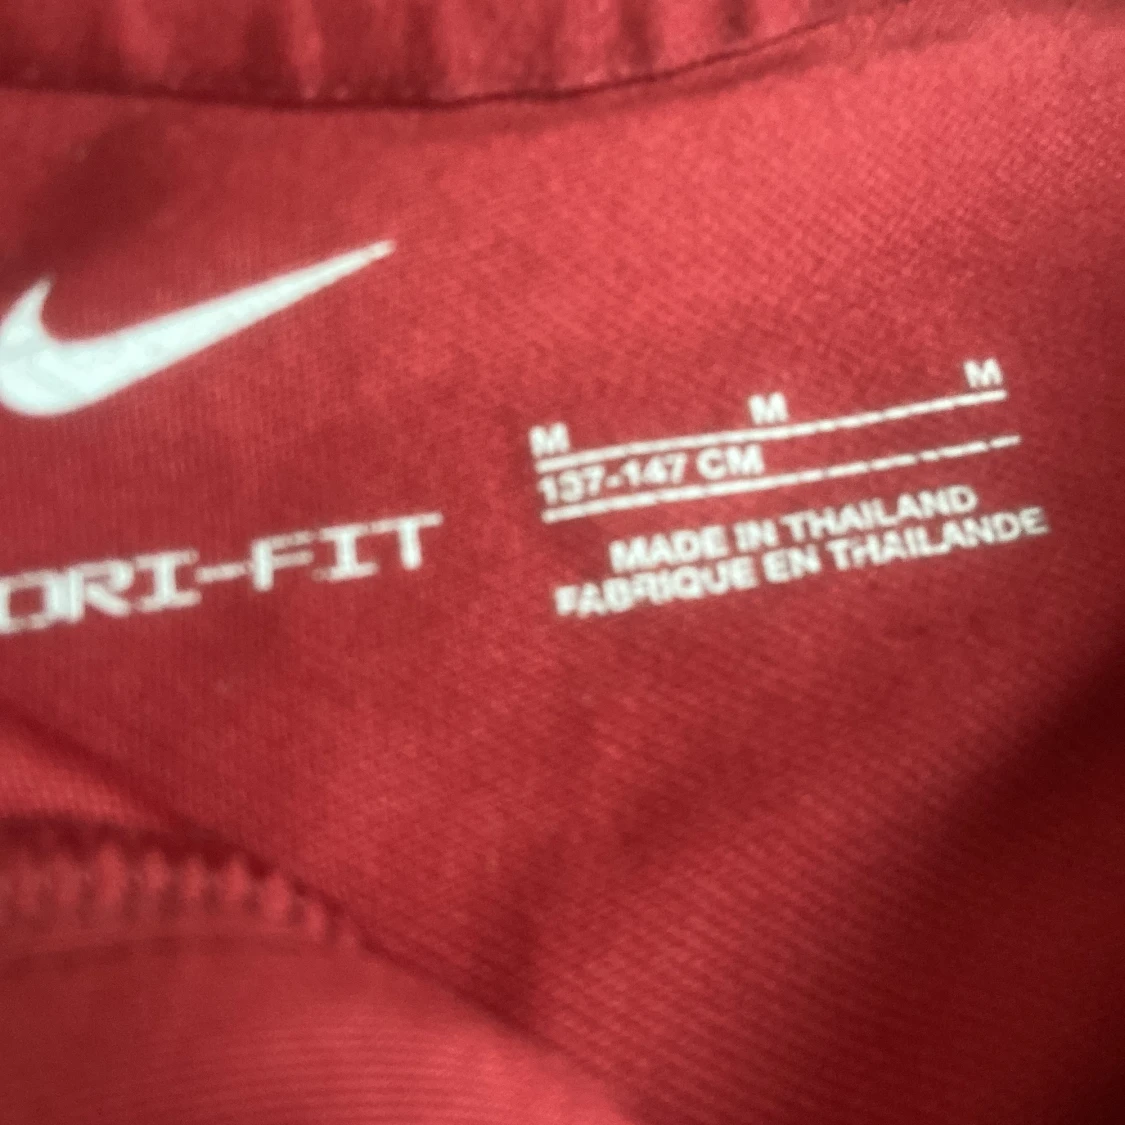 DRI-FIT
M M M
137-147 CM
MADE IN THAILAND
FABRIQUE EN THAILANDE